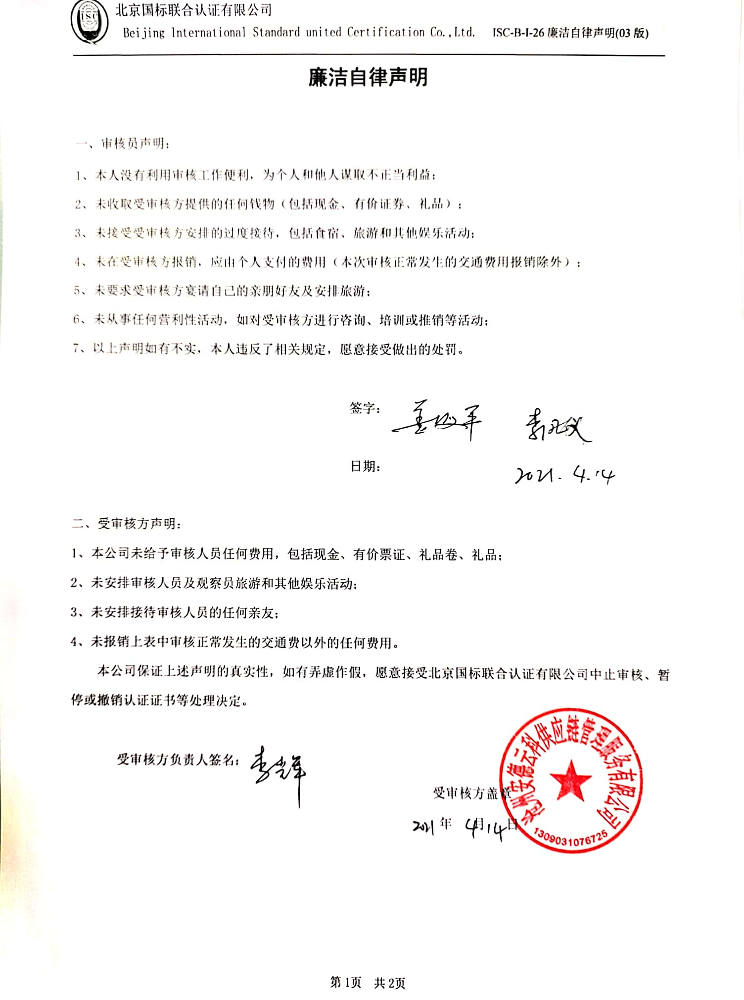 ISC
北京国标联合认证有限公司
Beijing International Standard united Certification Co.,Ltd. ISC-B-I-26 廉洁自律声明(03 版)
廉洁自律声明
一、审核员声明：
1、本人没有利用审核工作便利，为个人和他人谋取不正当利益；
2、未收取受审核方提供的任何钱物（包括现金、有价证券、礼品）；
3、未接受受审核方安排的过度接待，包括食宿、旅游和其他娱乐活动；
4、未在受审核方报销，应由个人支付的费用（本次审核正常发生的交通费用报销除外）；
5、未要求受审核方宴请自己的亲朋好友及安排旅游；
6、未从事任何营利性活动，如对受审核方进行咨询、培训或推销等活动；
7、以上声明如有不实，本人违反了相关规定，愿意接受做出的处罚。
签字：
日期： 2021. 4.14
二、受审核方声明：
1、本公司未给予审核人员任何费用，包括现金、有价票证、礼品卷、礼品；
2、未安排审核人员及观察员旅游和其他娱乐活动；
3、未安排接待审核人员的任何亲友；
4、未报销上表中审核正常发生的交通费以外的任何费用。
本公司保证上述声明的真实性，如有弄虚作假，愿意接受北京国标联合认证有限公司中止审核、暂
停或撤销认证证书等处理决定。
受审核方负责人签名：李光辉
受审核方盖章
2021 年 4月14日
沧州安德云科供应链管理服务有限公司
1309031076725
第 1页 共 2页